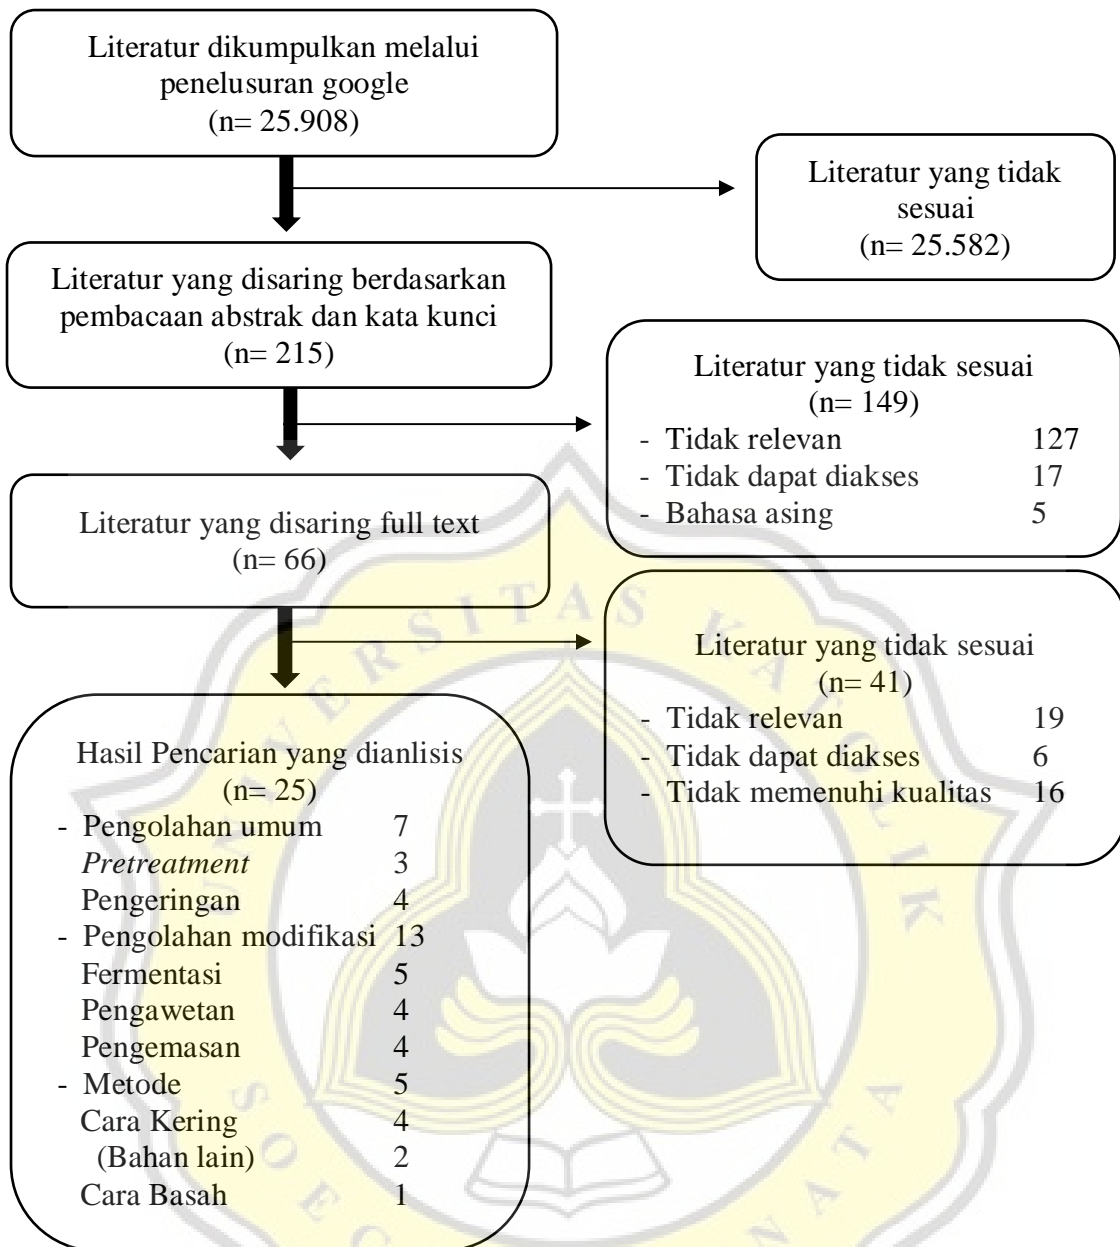 Literatur dikumpulkan melalui
penelusuran google
(n= 25.908)
Literatur yang tidak
sesuai
(n= 25.582)
Literatur yang disaring berdasarkan
pembacaan abstrak dan kata kunci
(n= 215)
Literatur yang tidak sesuai
(n= 149)
- Tidak relevan 127
- Tidak dapat diakses 17
- Bahasa asing 5
Literatur yang disaring full text
(n= 66)
Literatur yang tidak sesuai
(n= 41)
- Tidak relevan 19
- Tidak dapat diakses 6
- Tidak memenuhi kualitas 16
Hasil Pencarian yang dianlisis
(n= 25)
- Pengolahan umum 7
Pretreatment 3
Pengeringan 4
- Pengolahan modifikasi 13
Fermentasi 5
Pengawetan 4
Pengemasan 4
- Metode 5
Cara Kering 4
(Bahan lain) 2
Cara Basah 1
UNIVERSITAS KATOLIK